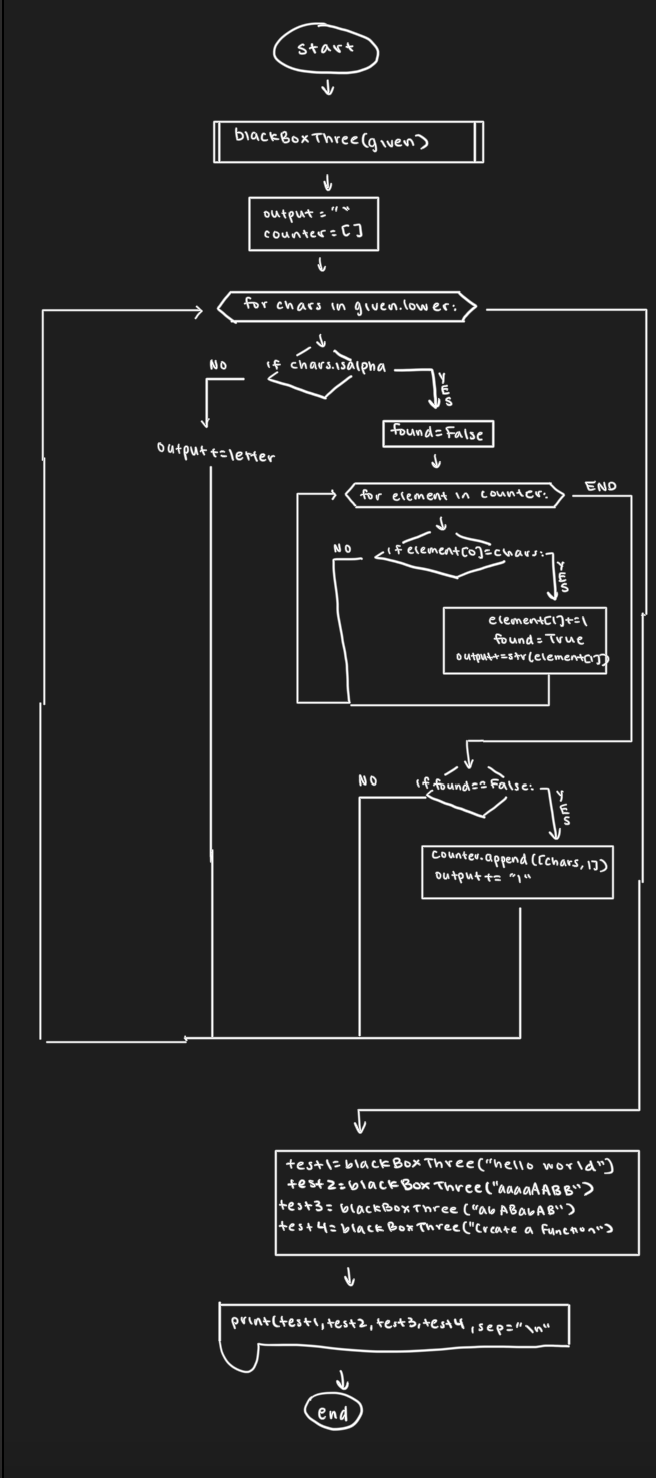 start
blackBoxThree(given)
output = ""
counter = []
for chars in given.lower:
if chars.isalpha
NO
YES
output+=letter
found=False
for element in counter:
END
if element[0]=chars:
NO
YES
element[1]+=1
found=True
output+=str(element[1])
if found==False:
NO
YES
counter.append([chars,1])
output += "1"
test1=blackBoxThree("hello world")
test2=blackBoxThree("aaaaAABB")
test3= blackBoxThree ("abABabAB")
test4=blackBoxThree("Create a function")
print(test1,test2,test3,test4,sep="\n"
end